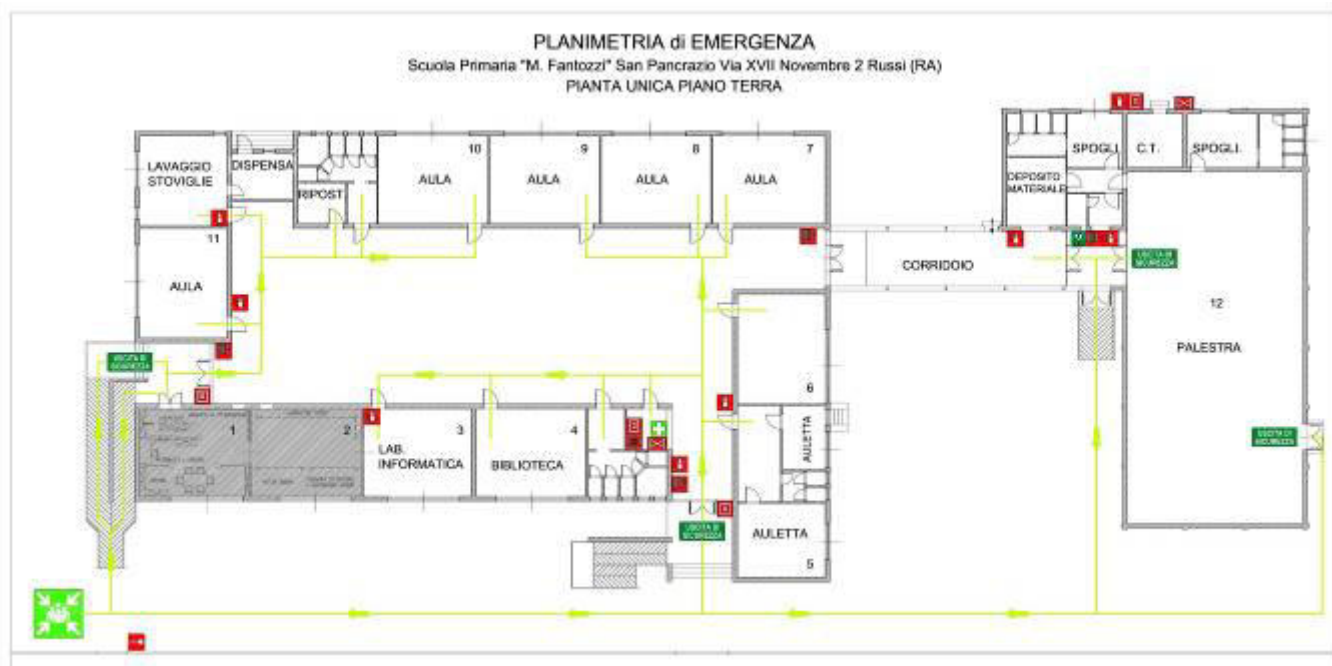 PLANIMETRIA di EMERGENZA
Scuola Primaria "M. Fantozzi" San Pancrazio Via XVII Novembre 2 Russi (RA)
PIANTA UNICA PIANO TERRA
LAVAGGIO
STOVIGLIE
DISPENSA
RIPOST
10
AULA
9
AULA
8
AULA
7
AULA
SPOGLI.
C.T.
SPOGLI.
DEPOSITO
MATERIALE
11
AULA
CORRIDOIO
USCITA DI
SICUREZZA
12
PALESTRA
USCITA DI
SICUREZZA
6
1
2
3
LAB.
INFORMATICA
4
BIBLIOTECA
AULETTA
USCITA DI
SICUREZZA
USCITA DI
SICUREZZA
AULETTA
5